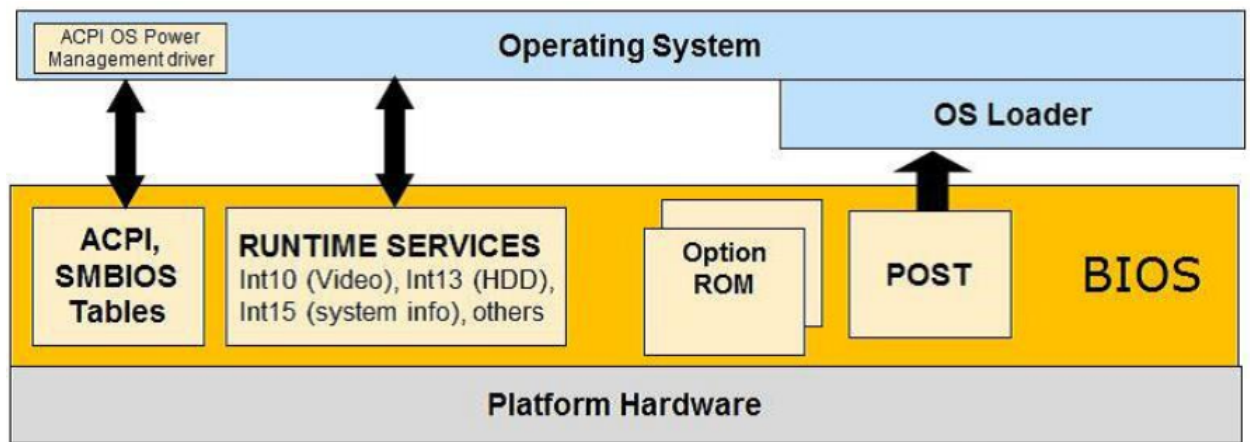 ACPI OS Power
Management driver
Operating System
OS Loader
ACPI,
SMBIOS
Tables
RUNTIME SERVICES
Int10 (Video), Int13 (HDD),
Int15 (system info), others
Option
ROM
POST
BIOS
Platform Hardware